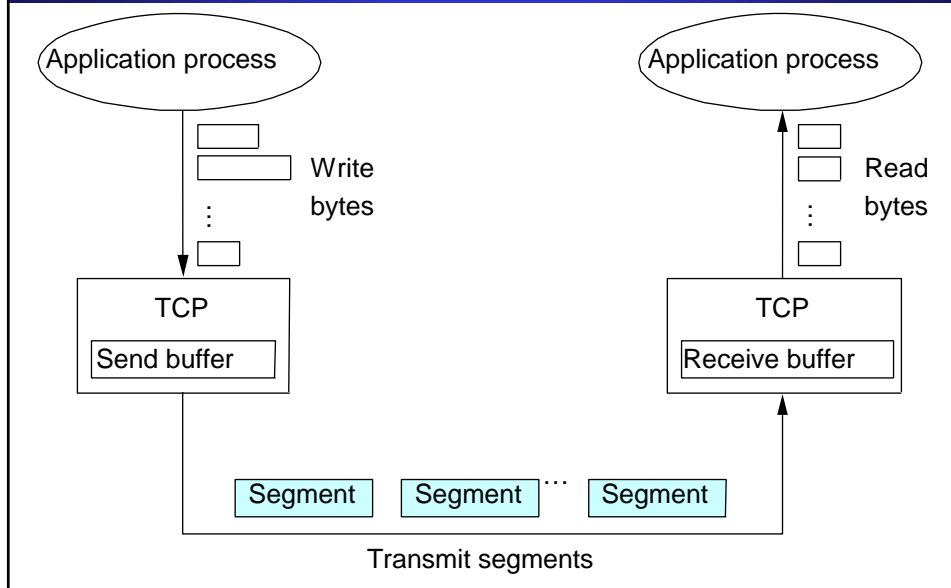 Application process
Application process
Write
bytes
⋮
Read
bytes
⋮
TCP
Send buffer
TCP
Receive buffer
Segment
Segment
…
Segment
Transmit segments